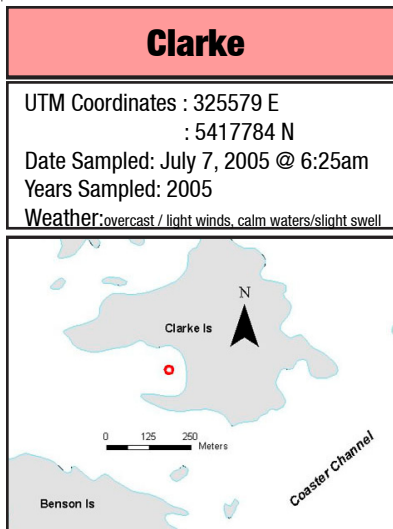 Clarke
UTM Coordinates : 325579 E
: 5417784 N
Date Sampled: July 7, 2005 @ 6:25am
Years Sampled: 2005
Weather:overcast / light winds, calm waters/slight swell
N
Clarke Is
0 125 250
Meters
Coaster Channel
Benson Is